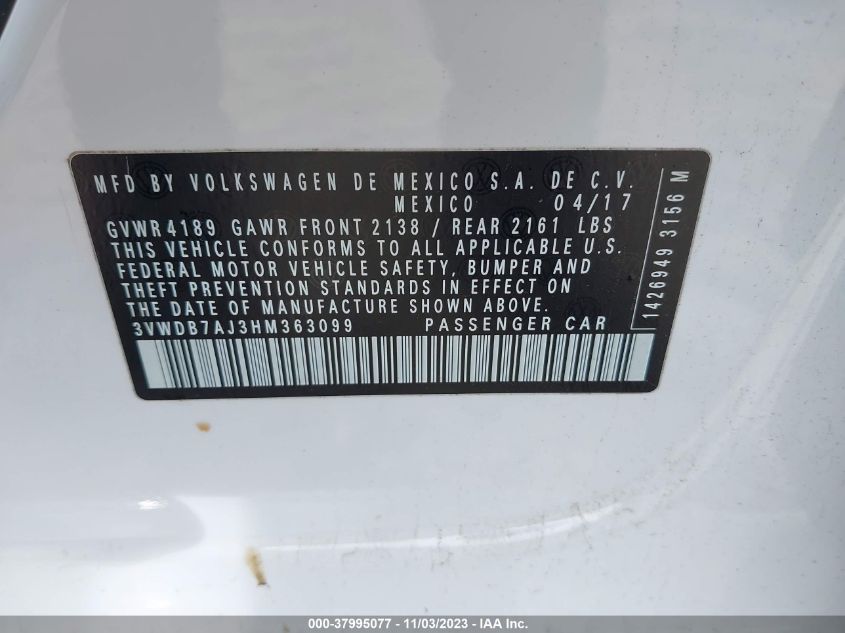 MFD BY VOLKSWAGEN DE MEXICO S.A. DE C.V.
MEXICO 04/17
GVWR 4189 GAWR FRONT 2138 / REAR 2161 LBS
THIS VEHICLE CONFORMS TO ALL APPLICABLE U.S.
FEDERAL MOTOR VEHICLE SAFETY, BUMPER AND
THEFT PREVENTION STANDARDS IN EFFECT ON
THE DATE OF MANUFACTURE SHOWN ABOVE.
3VWDB7AJ3HM363099 PASSENGER CAR
1426949 3156 M
000-37995077 - 11/03/2023 - IAA Inc.